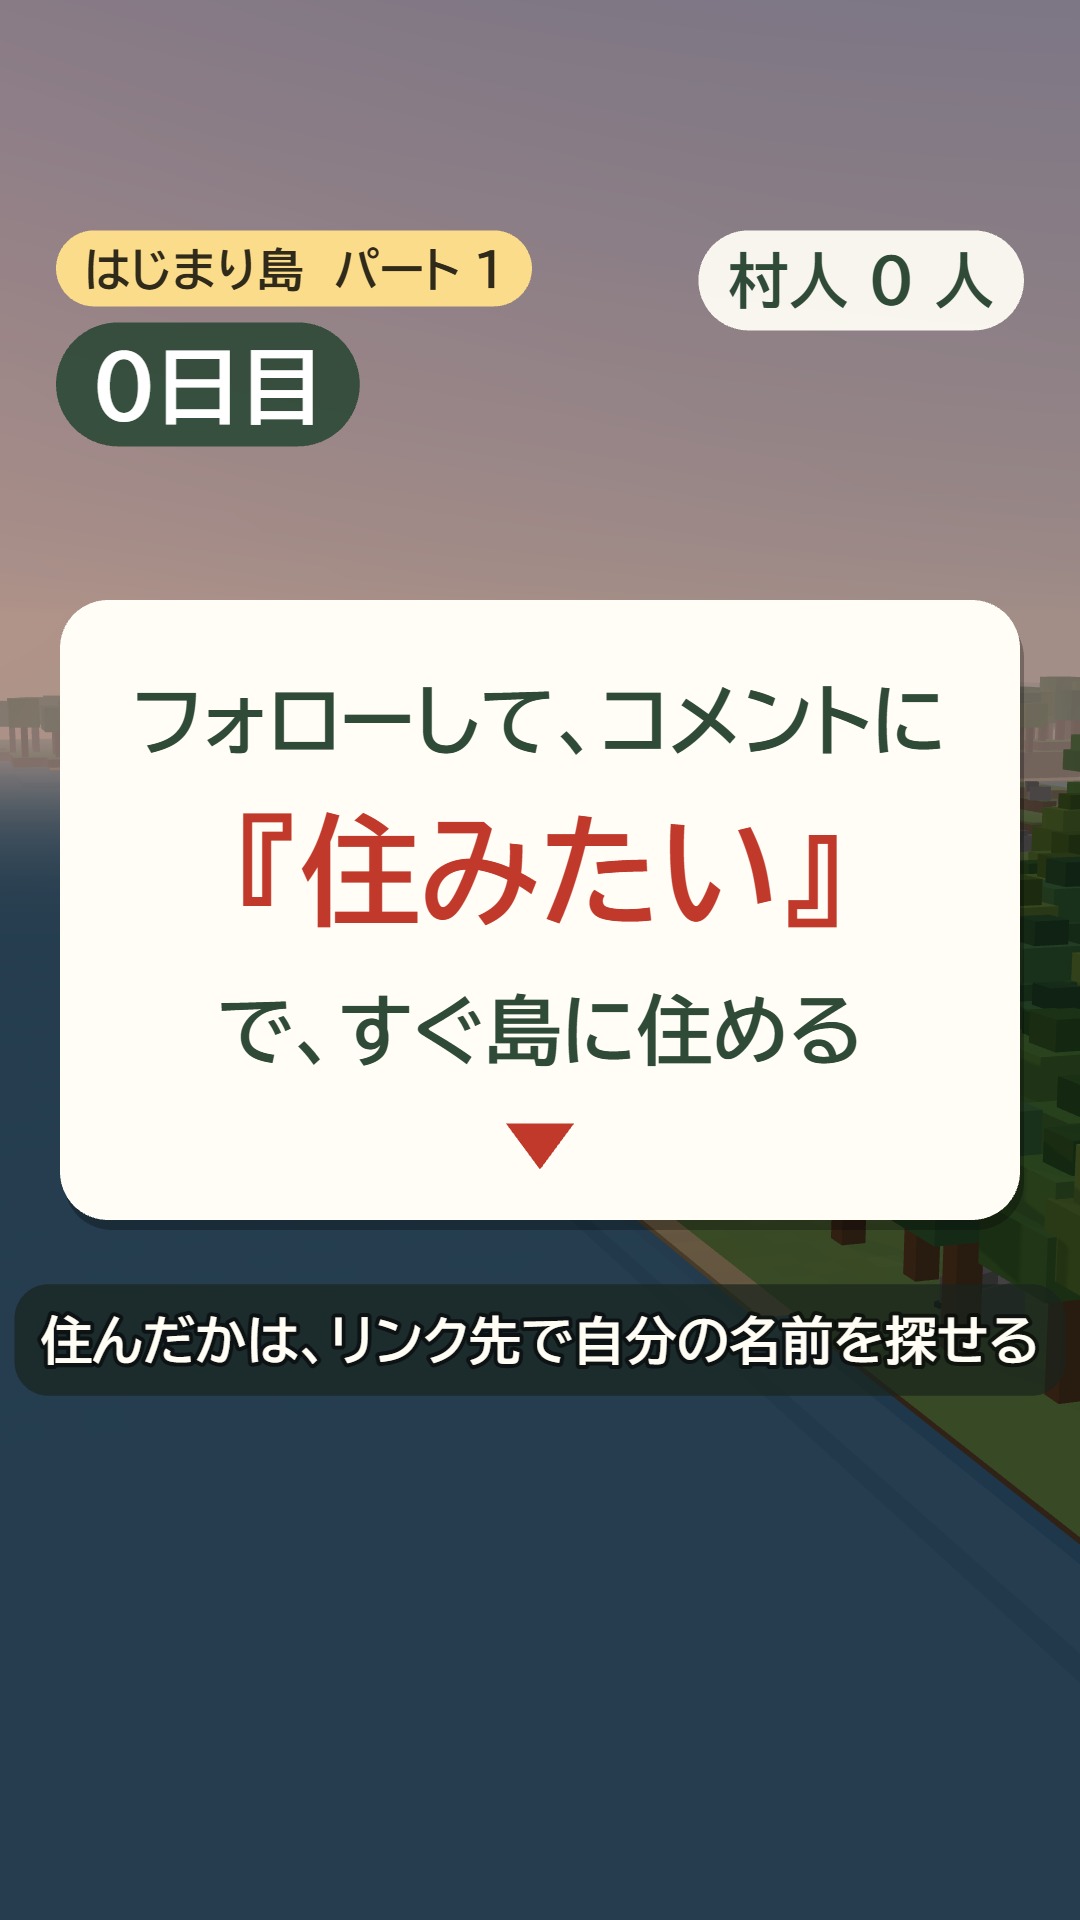 はじまり島 パート 1
村人 0 人
0日目
フォローして、コメントに
『住みたい』
で、すぐ島に住める
住んだかは、リンク先で自分の名前を探せる